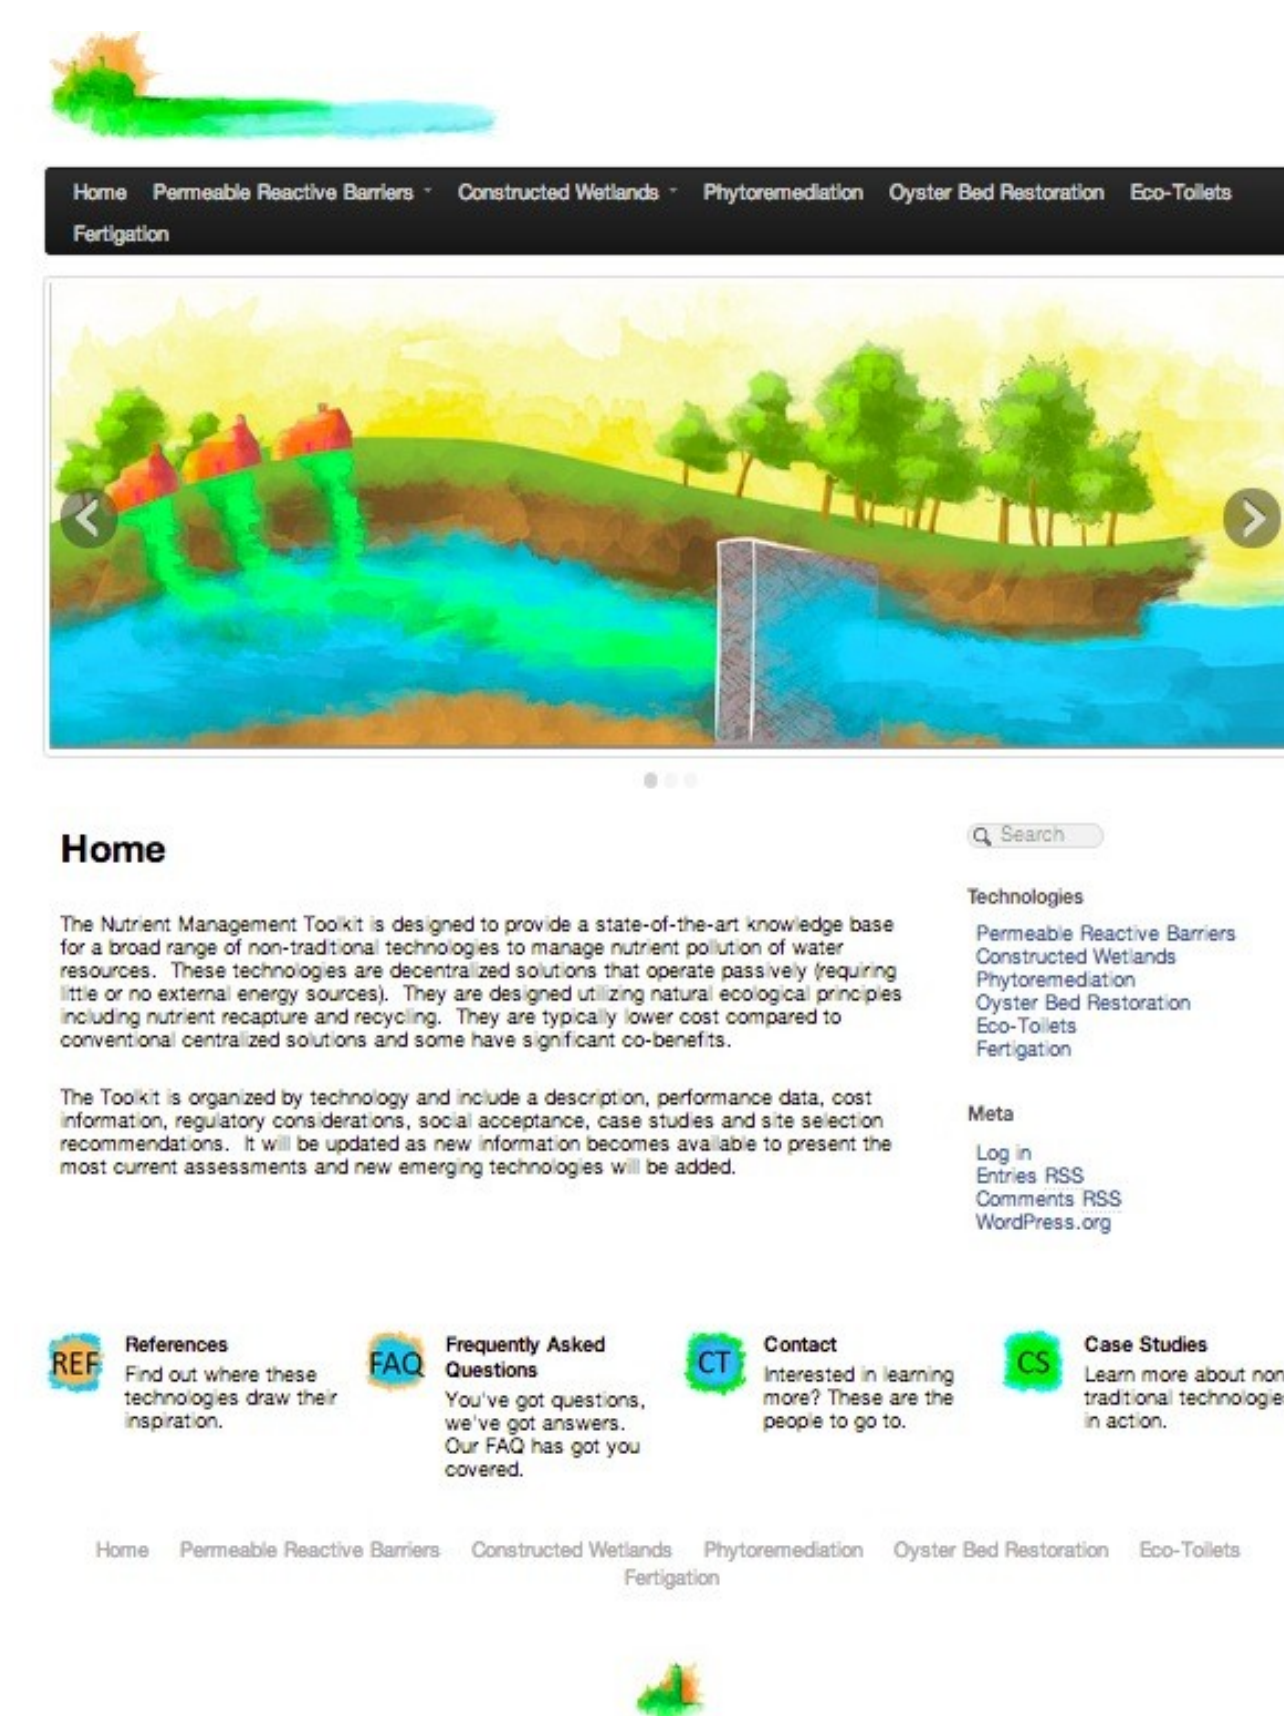 Home Permeable Reactive Barriers Constructed Wetlands Phytoremediation Oyster Bed Restoration Eco-Toilets
Fertigation
Home
The Nutrient Management Toolkit is designed to provide a state-of-the-art knowledge base
for a broad range of non-traditional technologies to manage nutrient pollution of water
resources. These technologies are decentralized solutions that operate passively (requiring
little or no external energy sources). They are designed utilizing natural ecological principles
including nutrient recapture and recycling. They are typically lower cost compared to
conventional centralized solutions and some have significant co-benefits.
The Toolkit is organized by technology and include a description, performance data, cost
information, regulatory considerations, social acceptance, case studies and site selection
recommendations. It will be updated as new information becomes available to present the
most current assessments and new emerging technologies will be added.
Search
Technologies
Permeable Reactive Barriers
Constructed Wetlands
Phytoremediation
Oyster Bed Restoration
Eco-Toilets
Fertigation
Meta
Log in
Entries RSS
Comments RSS
WordPress.org
REF
References
Find out where these
technologies draw their
inspiration.
FAQ
Frequently Asked
Questions
You've got questions,
we've got answers.
Our FAQ has got you
covered.
CT
Contact
Interested in learning
more? These are the
people to go to.
CS
Case Studies
Learn more about non
traditional technologie
in action.
Home Permeable Reactive Barriers Constructed Wetlands Phytoremediation Oyster Bed Restoration Eco-Toilets
Fertigation